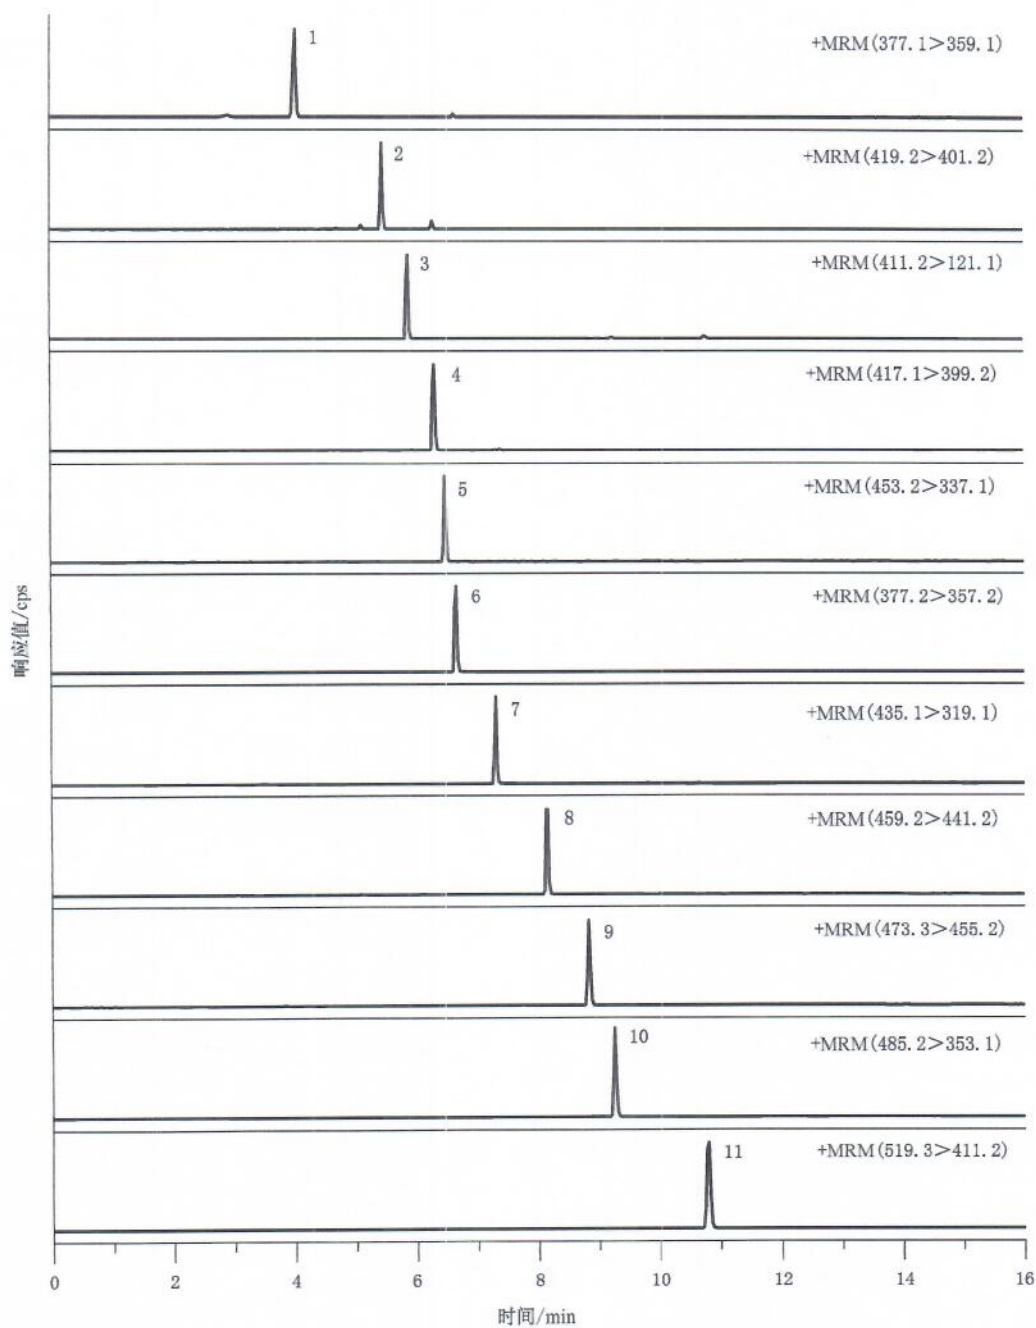 1
+MRM(377.1>359.1)
2
+MRM(419.2>401.2)
3
+MRM(411.2>121.1)
4
+MRM(417.1>399.2)
5
+MRM(453.2>337.1)
6
+MRM(377.2>357.2)
7
+MRM(435.1>319.1)
8
+MRM(459.2>441.2)
9
+MRM(473.3>455.2)
10
+MRM(485.2>353.1)
11
+MRM(519.3>411.2)
响应值/cps
0 2 4 6 8 10 12 14 16
时间/min